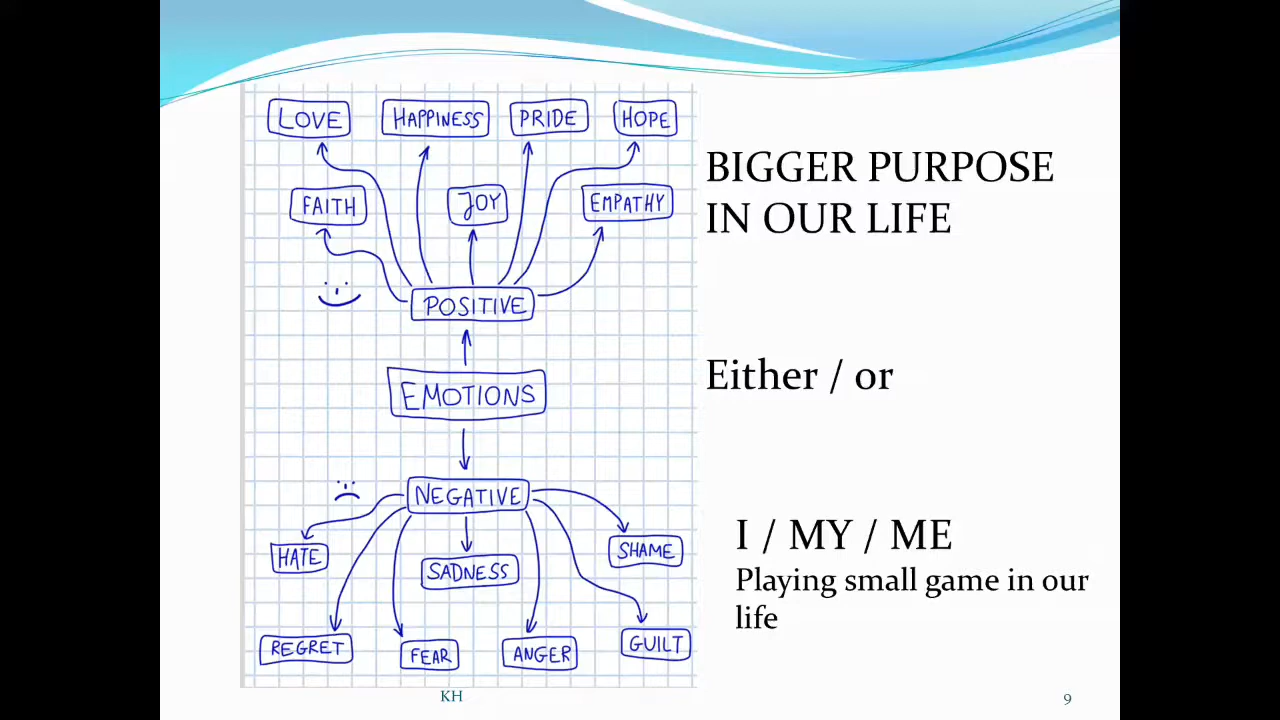 LOVE HAPPINESS PRIDE HOPE
FAITH JOY EMPATHY
POSITIVE
EMOTIONS
NEGATIVE
HATE SADNESS SHAME
REGRET FEAR ANGER GUILT
BIGGER PURPOSE
IN OUR LIFE
Either / or
I / MY / ME
Playing small game in our
life
KH
9